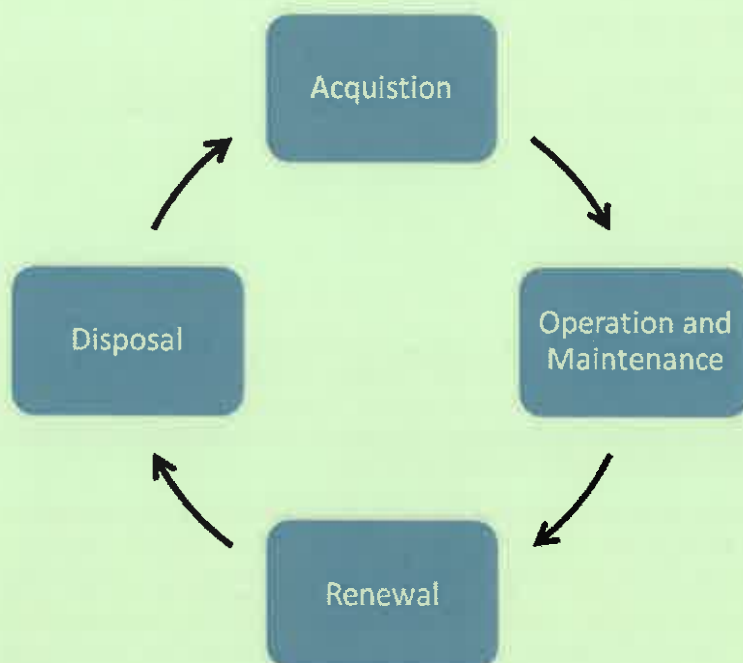 Acquistion
Operation and
Maintenance
Renewal
Disposal